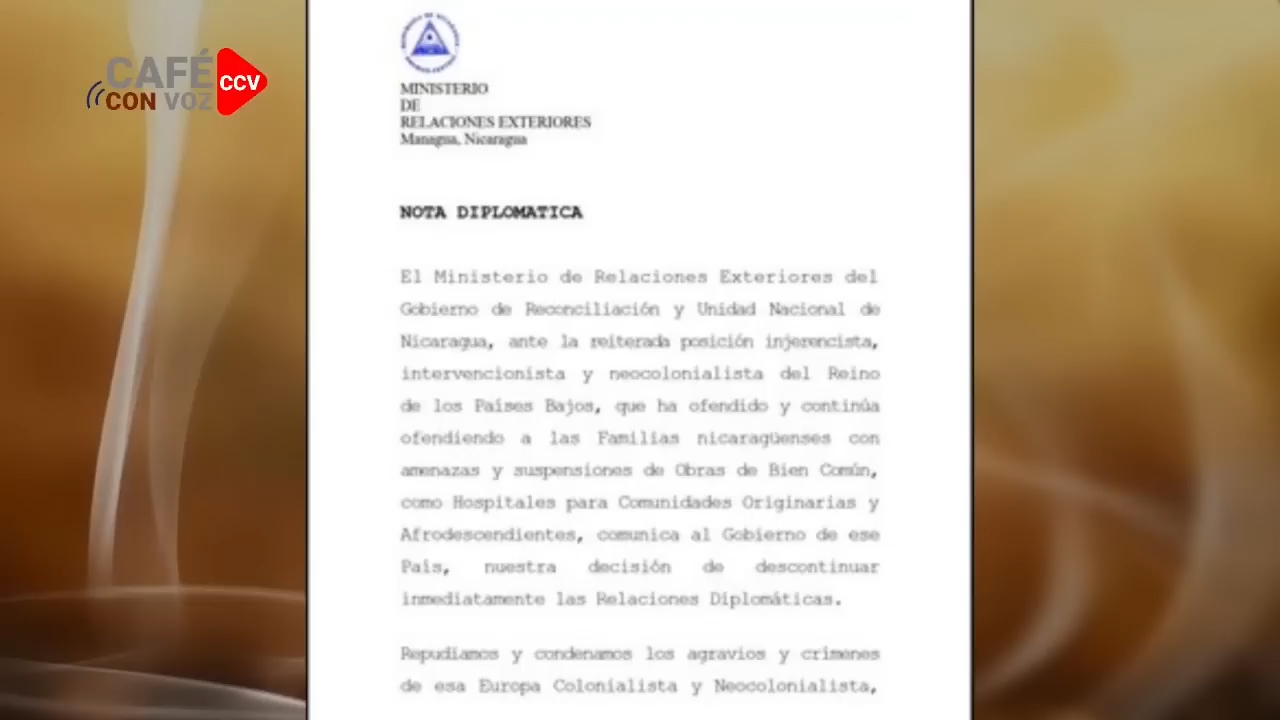 CAFÉ
CON VOZ
CCV
MINISTERIO
DE
RELACIONES EXTERIORES
Managua, Nicaragua
NOTA DIPLOMATICA
El Ministerio de Relaciones Exteriores del
Gobierno de Reconciliación y Unidad Nacional de
Nicaragua, ante la reiterada posición injerencista,
intervencionista y neocolonialista del Reino
de los Países Bajos, que ha ofendido y continúa
ofendiendo a las Familias nicaragüenses con
amenazas y suspensiones de Obras de Bien Común,
como Hospitales para Comunidades Originarias y
Afrodescendientes, comunica al Gobierno de ese
País, nuestra decisión de descontinuar
inmediatamente las Relaciones Diplomáticas.
Repudiamos y condenamos los agravios y crímenes
de esa Europa Colonialista y Neocolonialista,